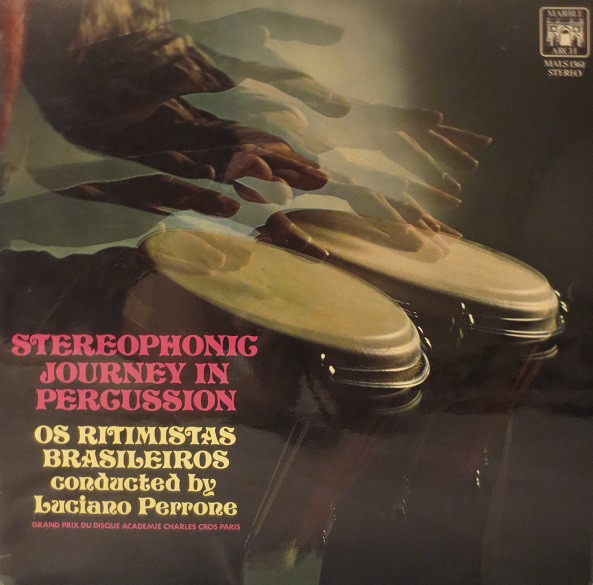 MARBLE
ARCH
MALS 1361
STEREO
STEREOPHONIC
JOURNEY IN
PERCUSSION
OS RITIMISTAS
BRASILEIROS
conducted by
Luciano Perrone
GRAND PRIX DU DISQUE ACADEMIE CHARLES CROS PARIS